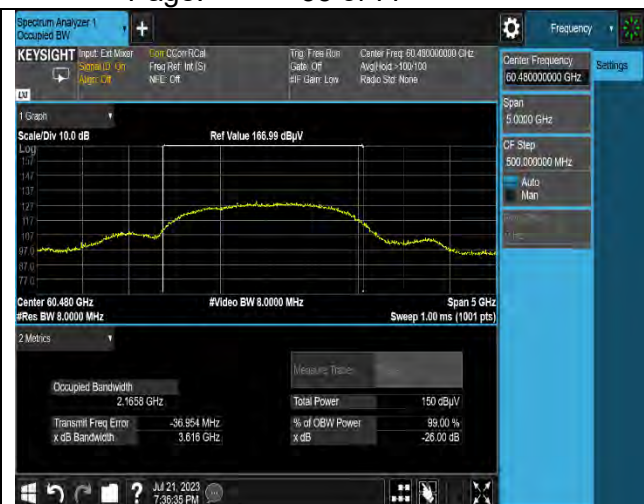 Spectrum Analyzer 1
Occupied BW
+
Frequency
KEYSIGHT
Input: Ext Mixer
Signal ID: On
Align: Off
Corr CCorr RCal
Freq Ref: Int (S)
NFE: Off
Trig: Free Run
Gate: Off
#IF Gain: Low
Center Freq: 60.480000000 GHz
Avg|Hold:>100/100
Radio Std: None
LXI
Center Frequency
60.480000000 GHz
Settings
Span
5.0000 GHz
CF Step
500.000000 MHz
Auto
Man
1 Graph
Scale/Div 10.0 dB
Ref Value 166.99 dBµV
Log
157
147
137
127
117
107
97.0
87.0
77.0
Center 60.480 GHz
#Video BW 8.0000 MHz
Span 5 GHz
#Res BW 8.0000 MHz
Sweep 1.00 ms (1001 pts)
2 Metrics
Measure Trace
Occupied Bandwidth
2.1658 GHz
Total Power
150 dBµV
Transmit Freq Error
-36.954 MHz
% of OBW Power
99.00 %
x dB Bandwidth
3.616 GHz
x dB
-26.00 dB
?
Jul 21, 2023
7:36:35 PM